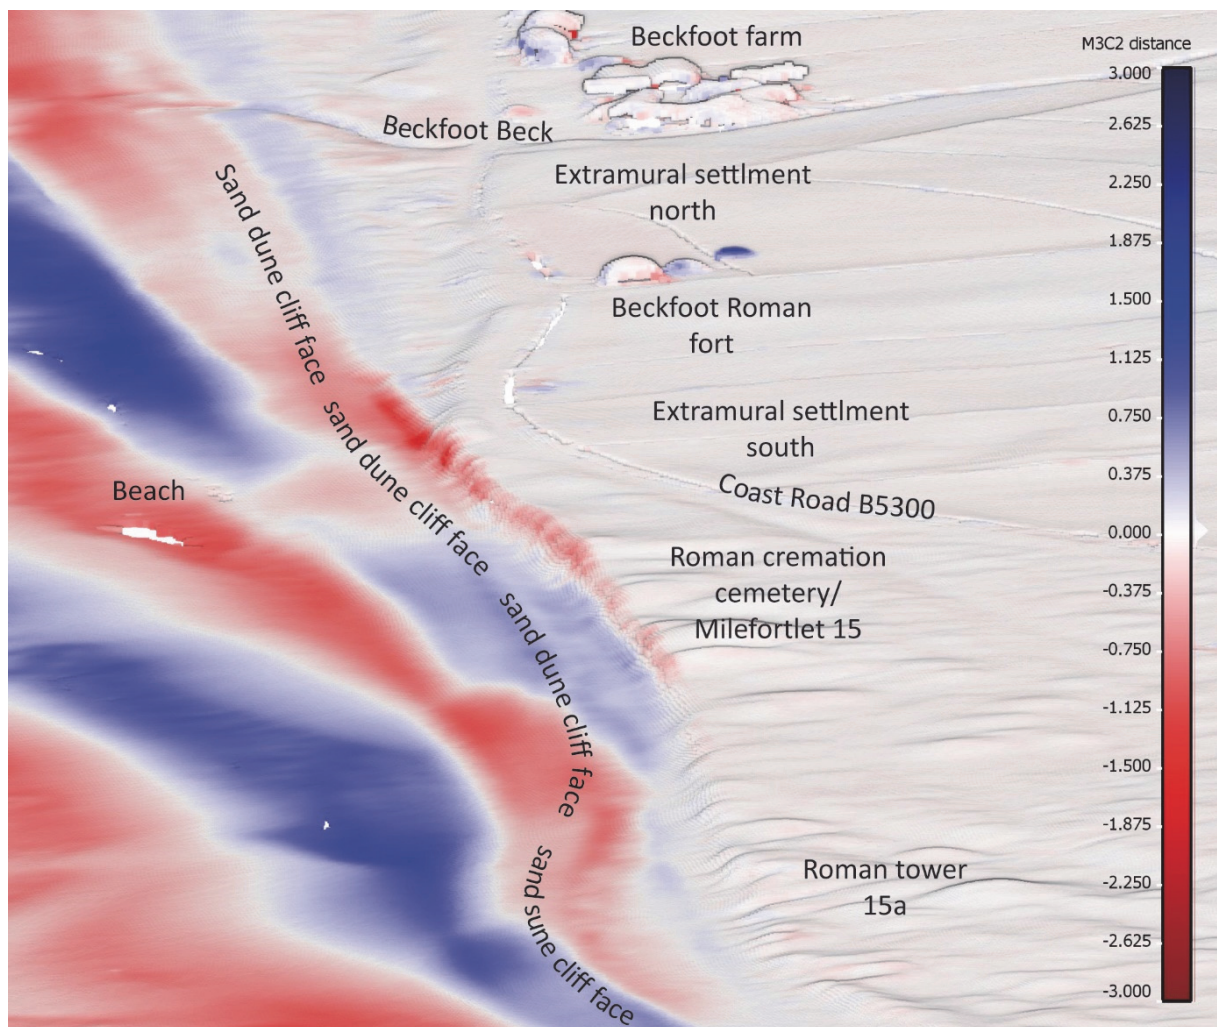 Beckfoot farm
M3C2 distance
3.000
Beckfoot Beck
2.625
Extramural settlment
north
2.250
Sand dune cliff face
1.875
Beckfoot Roman
fort
1.500
1.125
sand dune cliff face
Extramural settlment
south
0.750
Beach
Coast Road B5300
0.375
0.000
Roman cremation
cemetery/
Milefortlet 15
-0.375
sand dune cliff face
-0.750
-1.125
-1.500
-1.875
Roman tower
15a
-2.250
sand sune cliff face
-2.625
-3.000